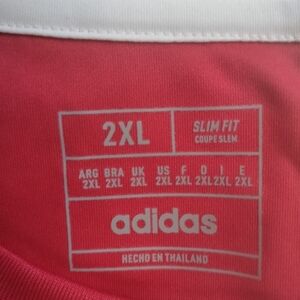 2XL
SLIM FIT
COUPE SLEM
ARG BRA UK US F D I E
2XL 2XL 2XL 2XL 2XL 2XL 2XL 2XL
adidas
HECHO EN THAILAND